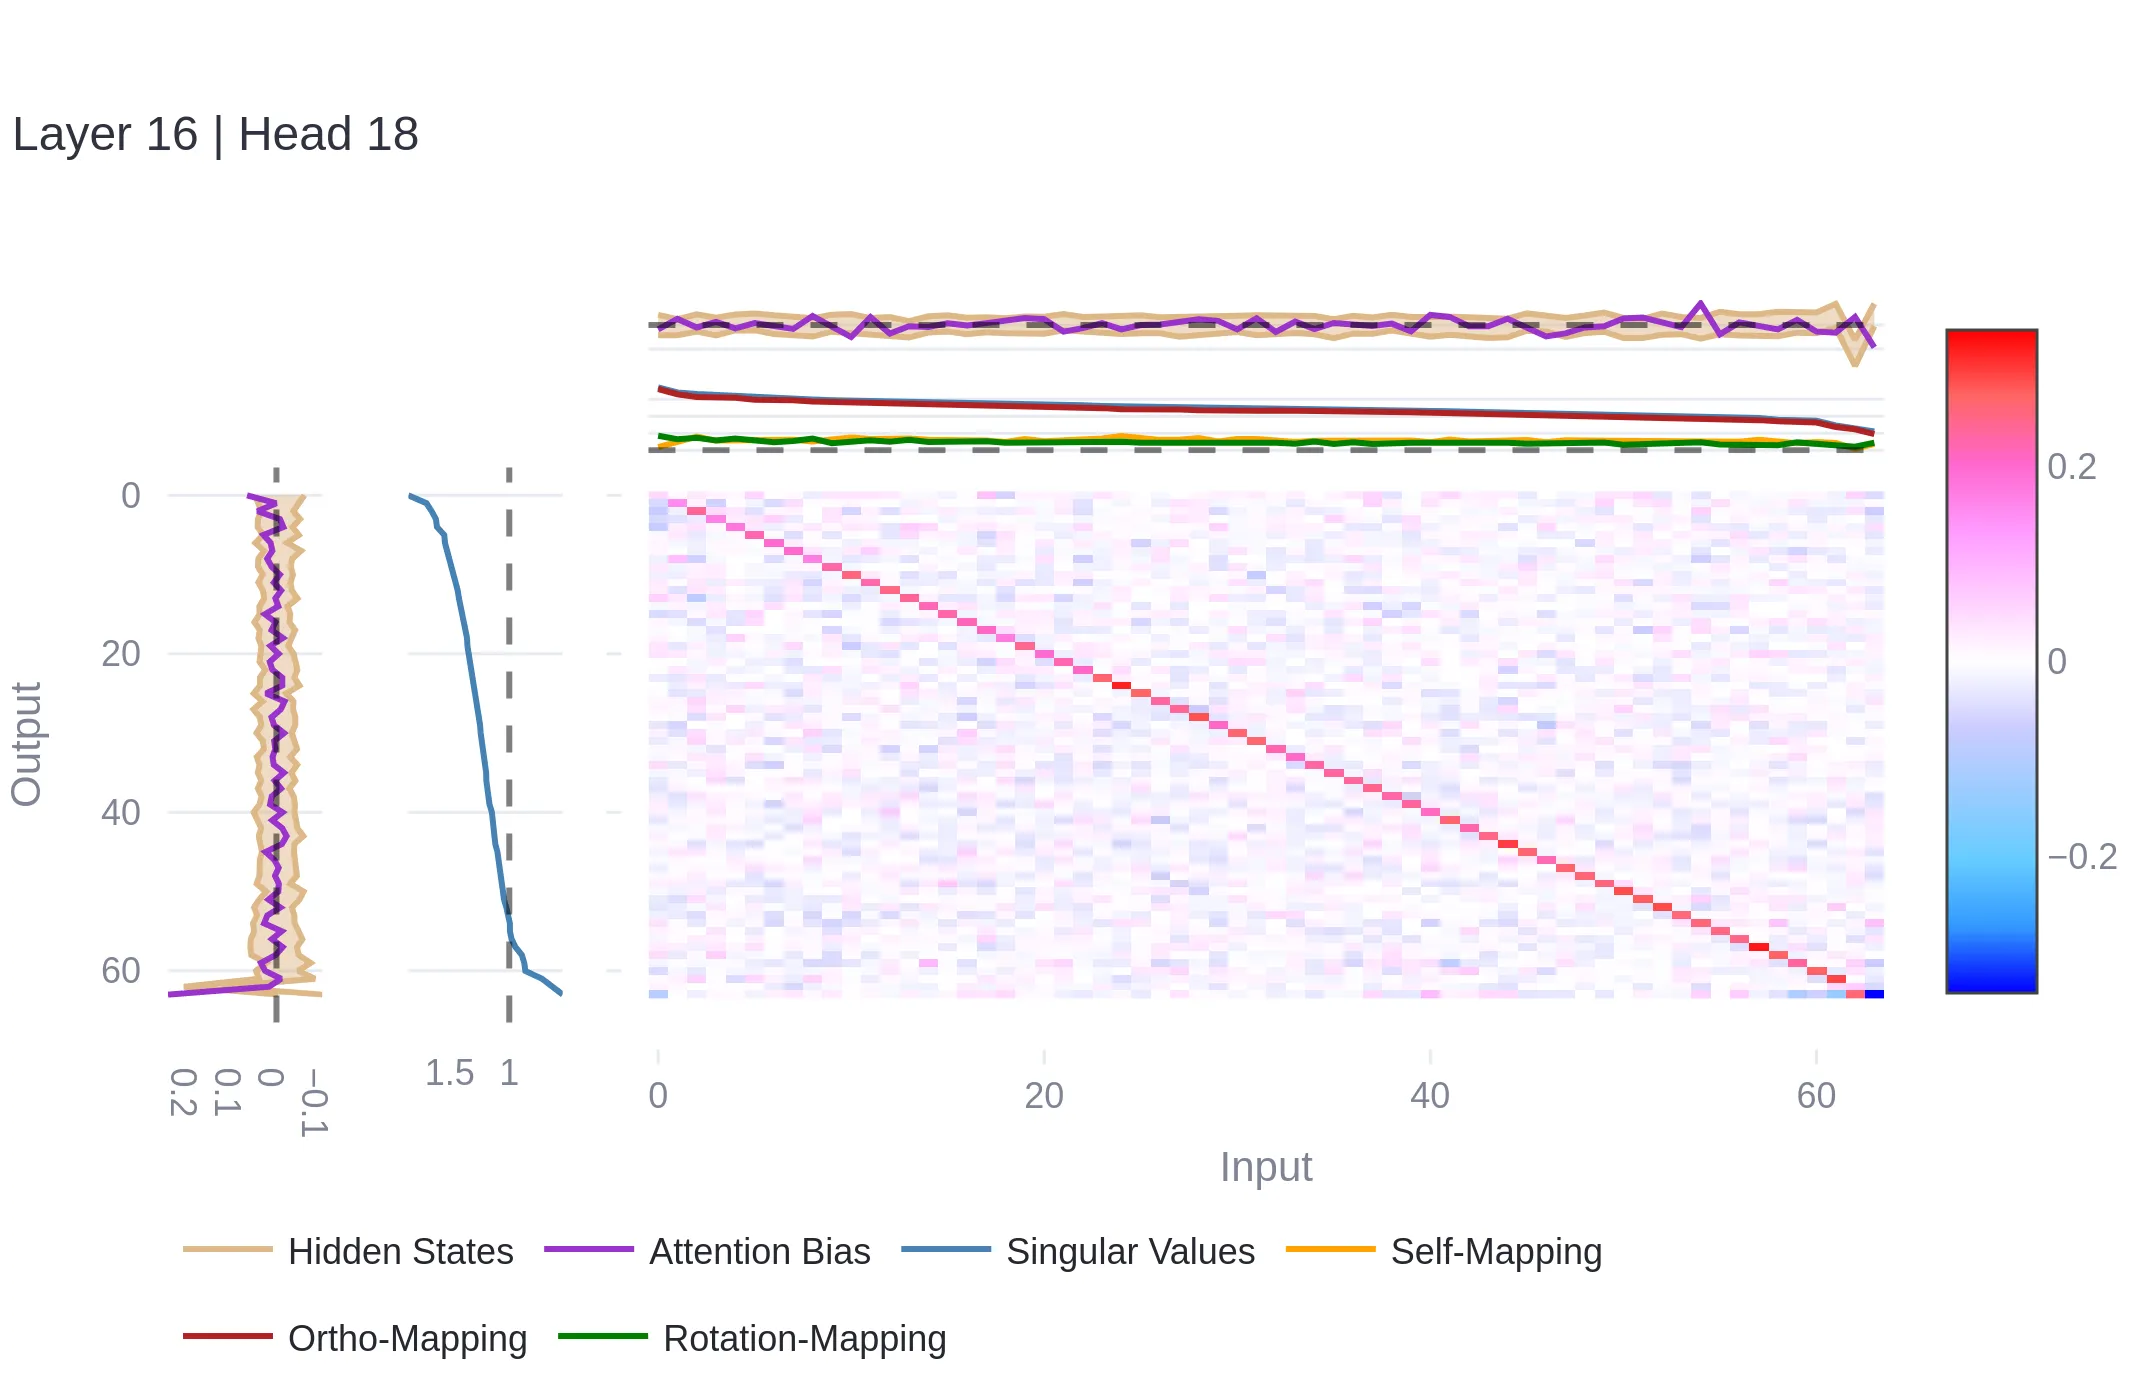 Layer 16 | Head 18
Output
0
20
40
60
0.2
0.1
0
−0.1
1.5
1
0
20
40
60
Input
0.2
0
−0.2
Hidden States
Attention Bias
Singular Values
Self-Mapping
Ortho-Mapping
Rotation-Mapping